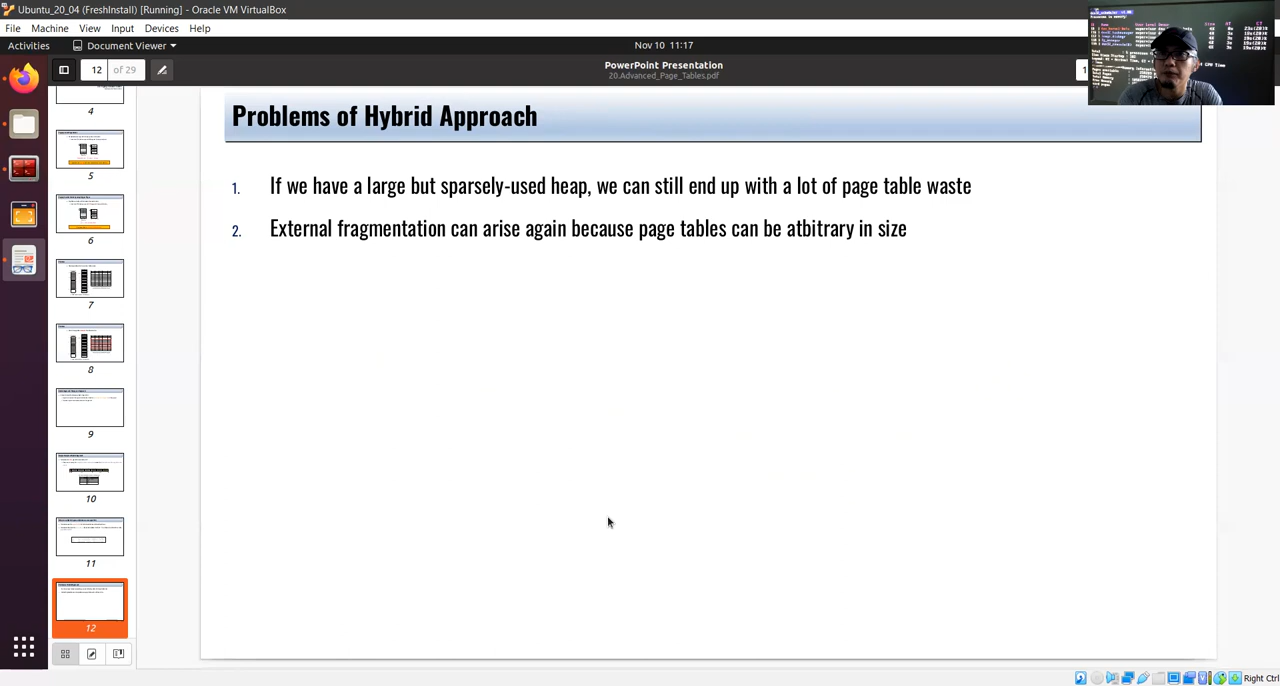 Ubuntu_20_04 (FreshInstall) [Running] - Oracle VM VirtualBox
File Machine View Input Devices Help
Activities Document Viewer Nov 10 11:17
12 of 29 PowerPoint Presentation
20.Advanced_Page_Tables.pdf
Problems of Hybrid Approach
1. If we have a large but sparsely-used heap, we can still end up with a lot of page table waste
2. External fragmentation can arise again because page tables can be atbitrary in size
4
5
6
7
8
9
10
11
12
Right Ctrl